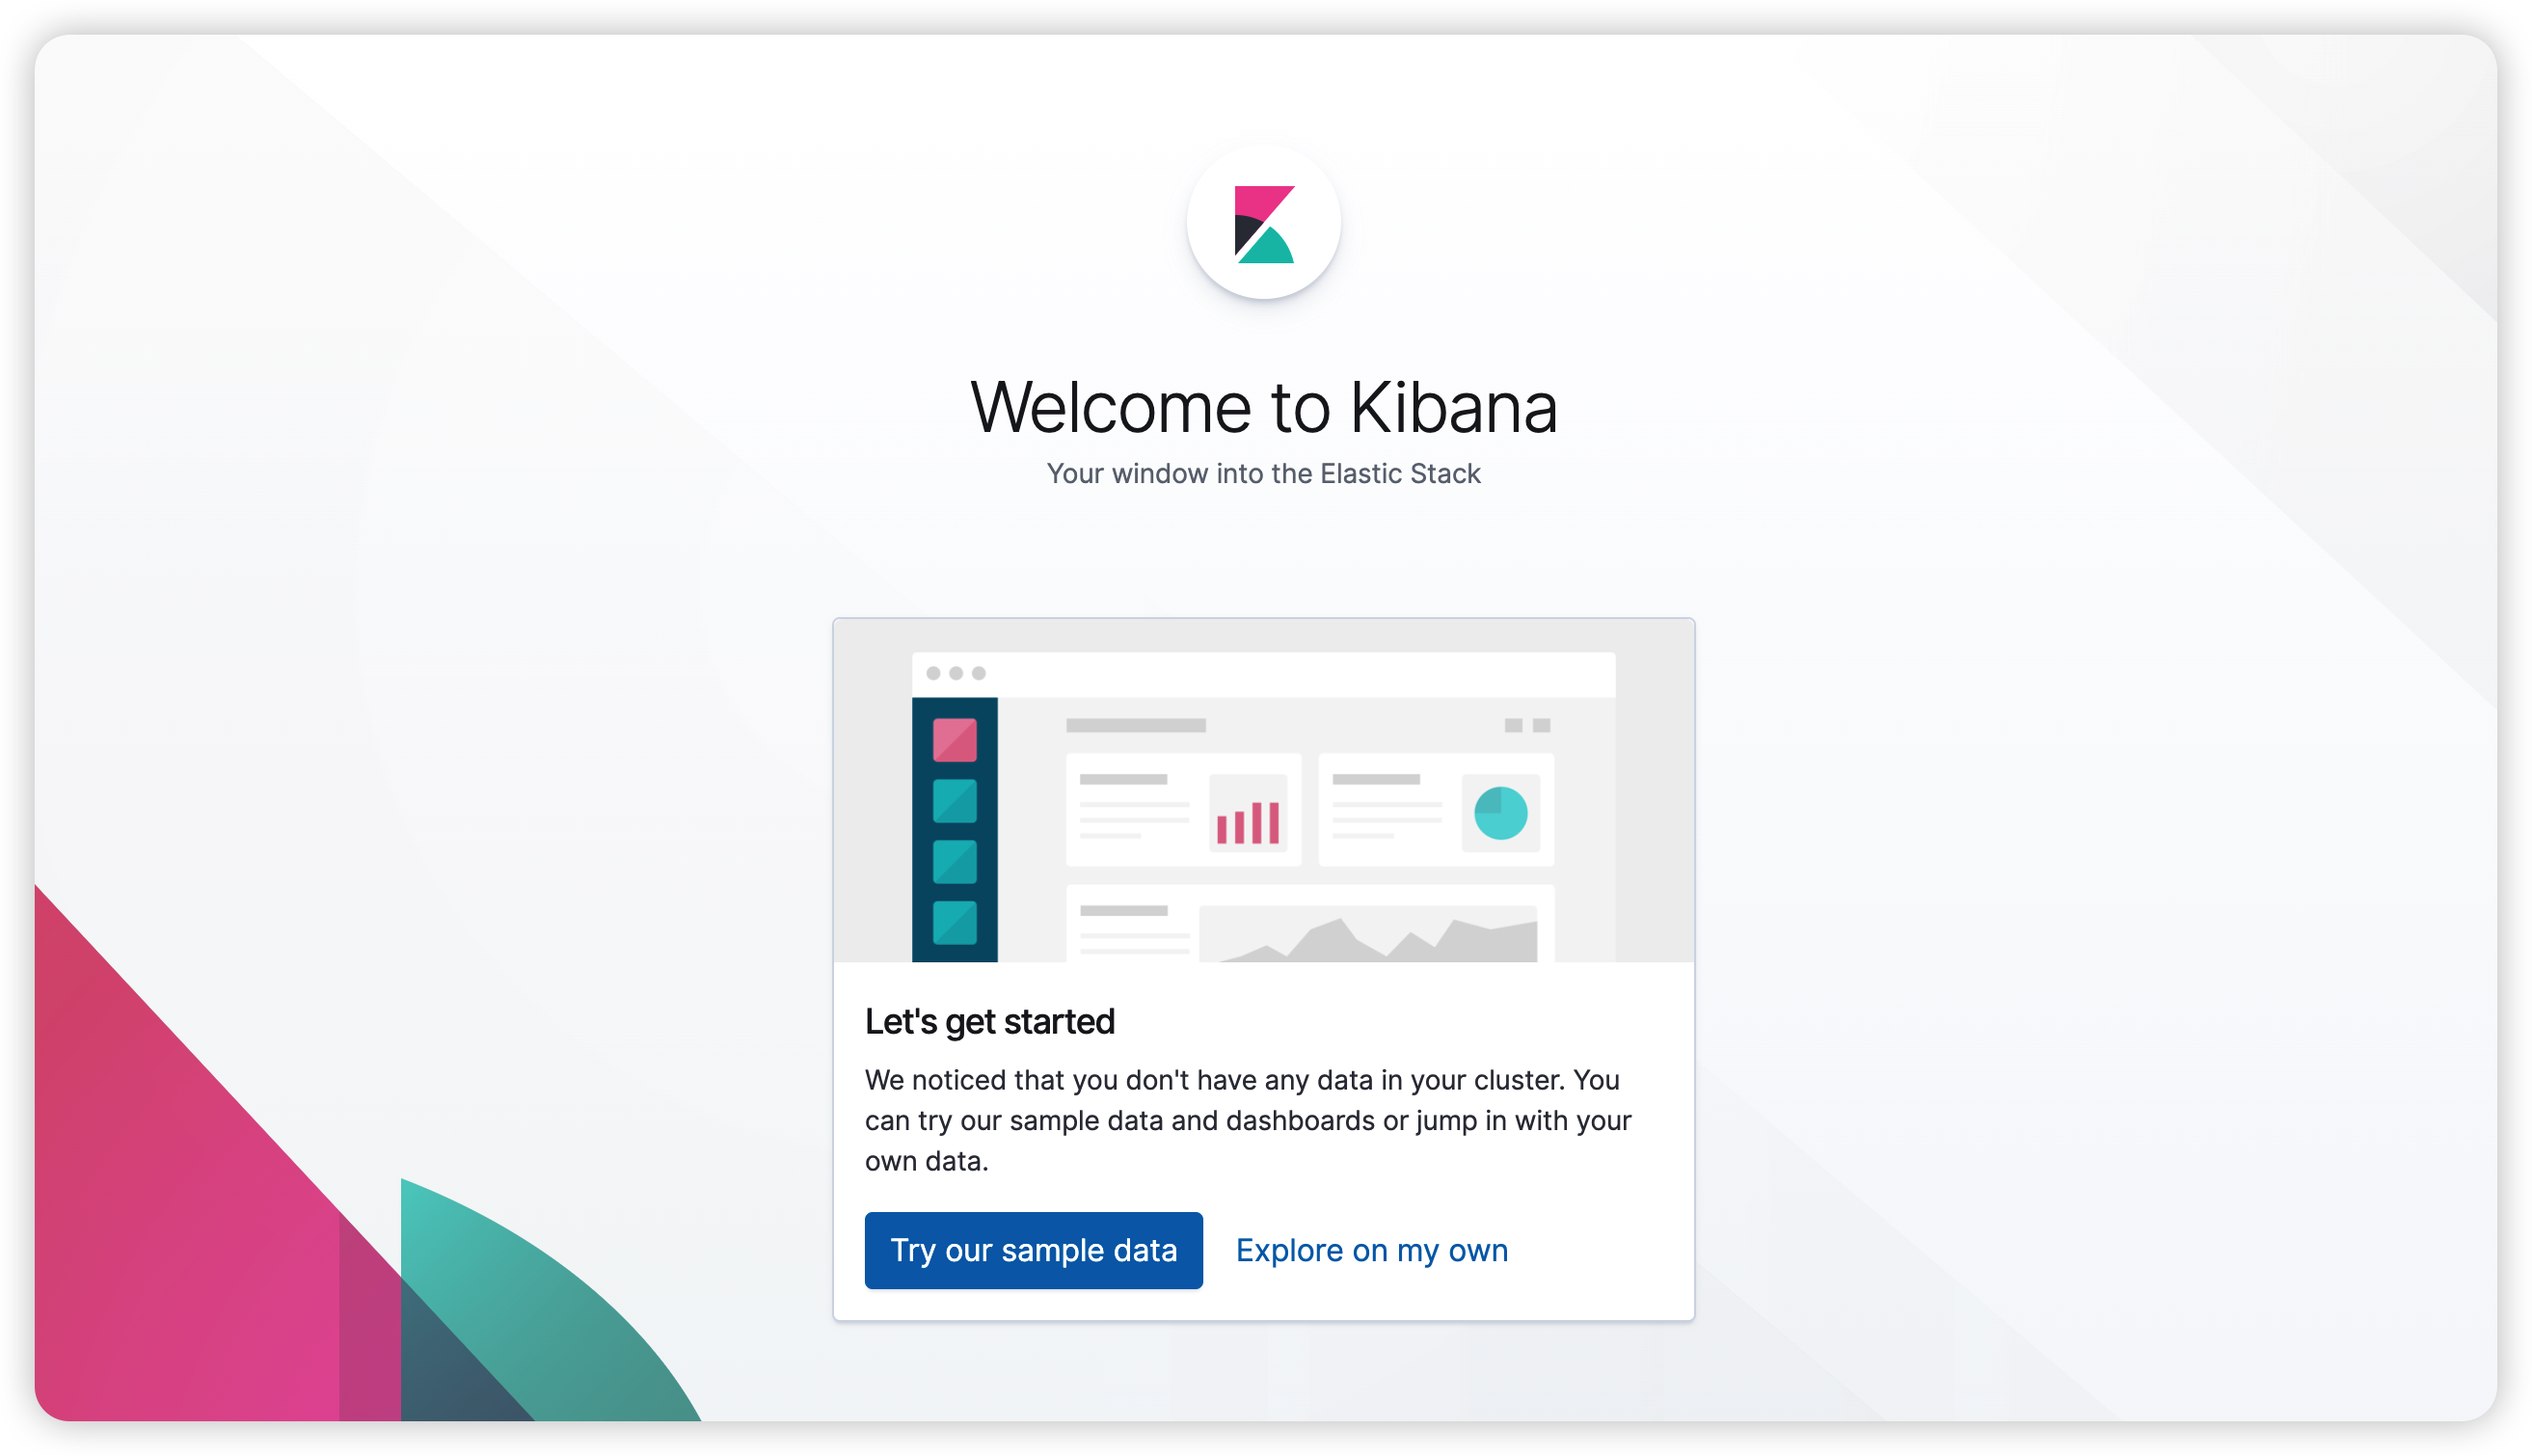 Welcome to Kibana
Your window into the Elastic Stack
Let's get started
We noticed that you don't have any data in your cluster. You
can try our sample data and dashboards or jump in with your
own data.
Try our sample data
Explore on my own